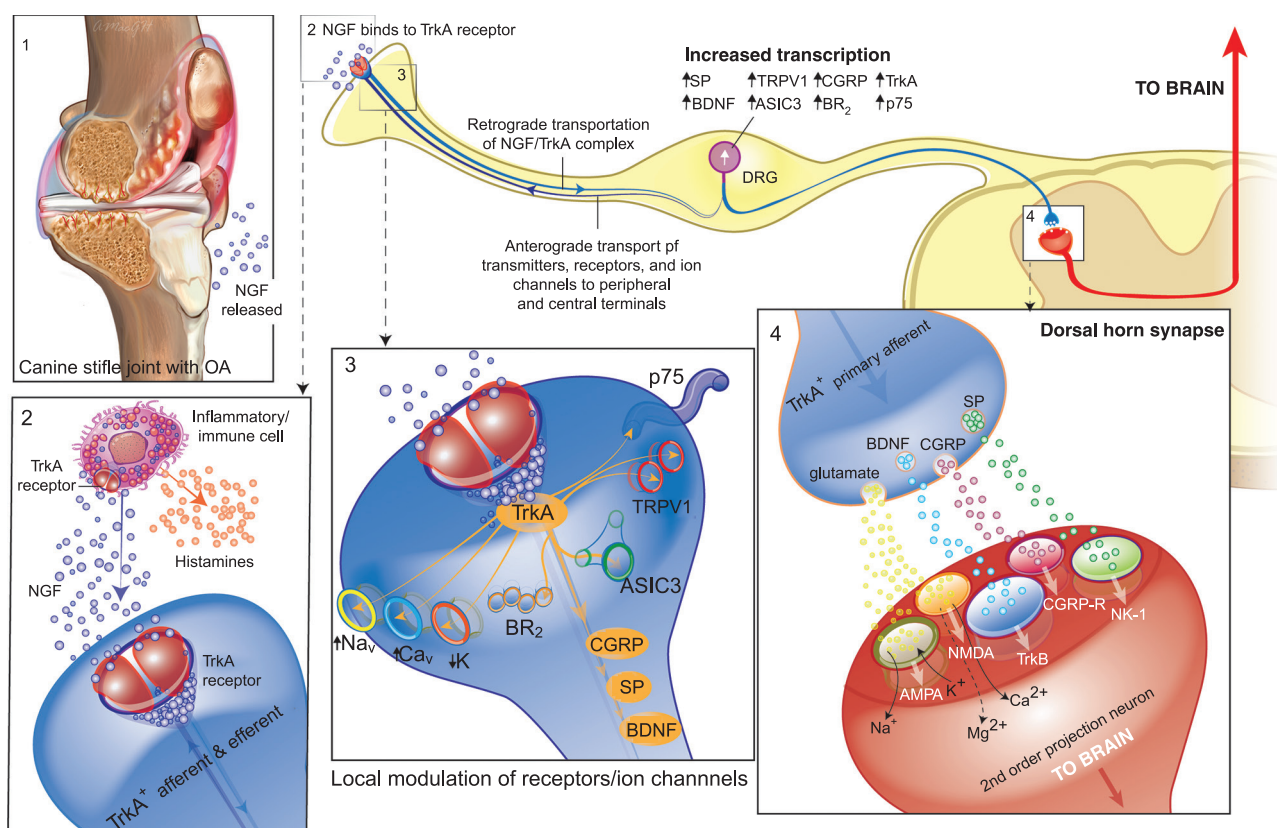 1
NGF
released
Canine stifle joint with OA
2 NGF binds to TrkA receptor
3
Retrograde transportation
of NGF/TrkA complex
Anterograde transport pf
transmitters, receptors, and ion
channels to peripheral
and central terminals
Increased transcription
↑SP ↑TRPV1 ↑CGRP ↑TrkA
↑BDNF ↑ASIC3 ↑BR2 ↑p75
↑
DRG
TO BRAIN
4
2
Inflammatory/
immune cell
TrkA
receptor
Histamines
NGF
TrkA
receptor
TrkA+ afferent & efferent
3
p75
TRPV1
TrkA
ASIC3
BR2
↑Nav
↑Cav
↓K
CGRP
SP
BDNF
Local modulation of receptors/ion channnels
4
Dorsal horn synapse
TrkA+ primary afferent
SP
BDNF
CGRP
glutamate
CGRP-R
NK-1
NMDA
TrkB
AMPA
K+
Na+
Ca2+
Mg2+
2nd order projection neuron
TO BRAIN